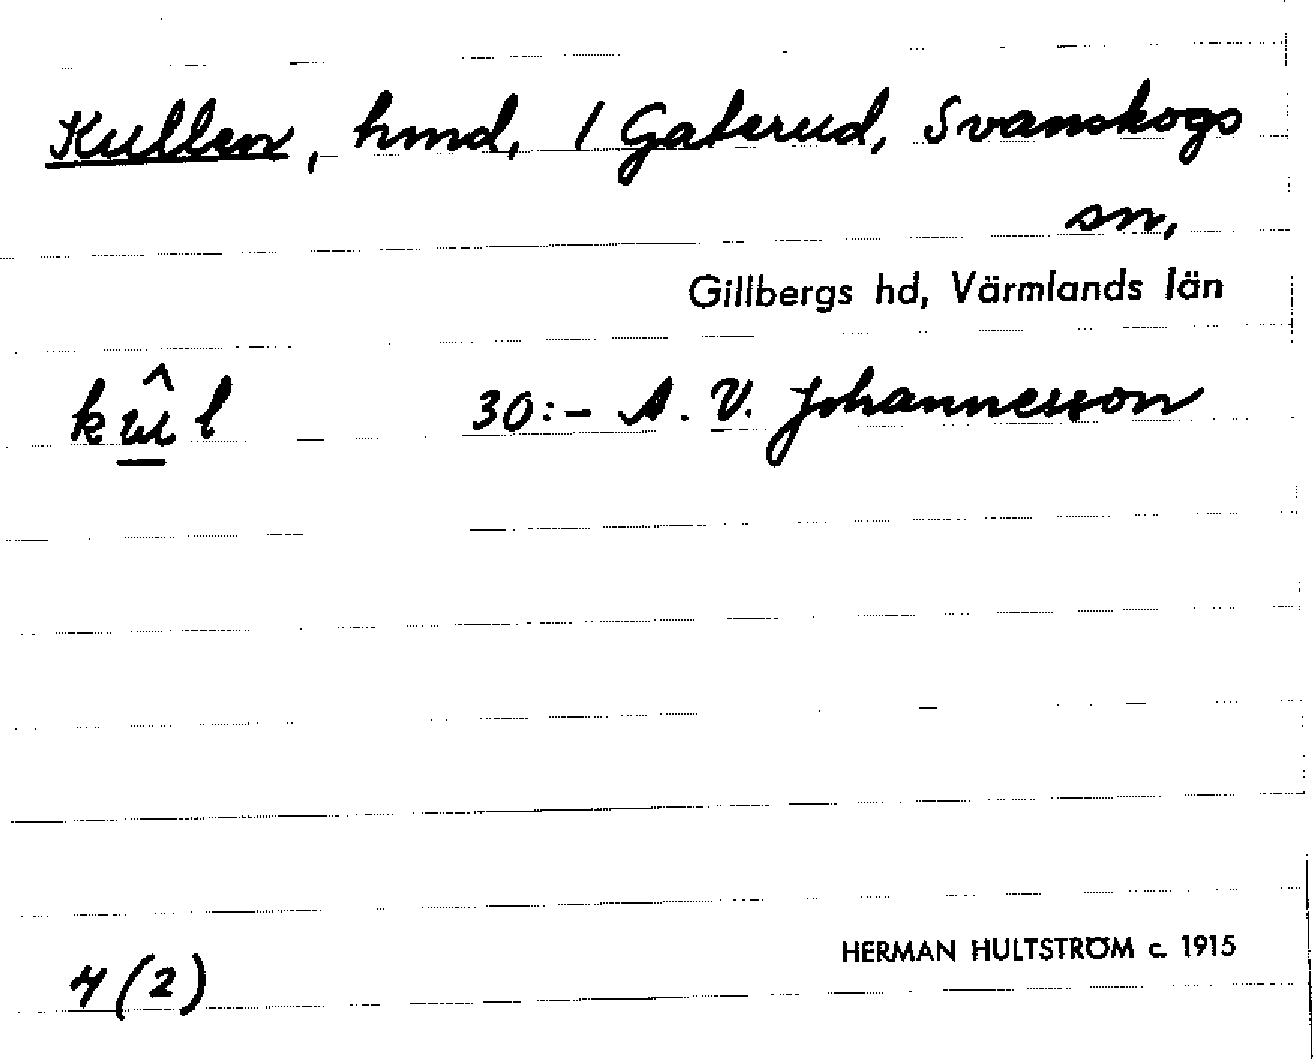 Kullen, hmd, 1 Gaterud, Svanskogs
sn,
Gillbergs hd, Värmlands län
kûl 30:- A. V. Johannesson
4(2)
HERMAN HULTSTRÖM c. 1915